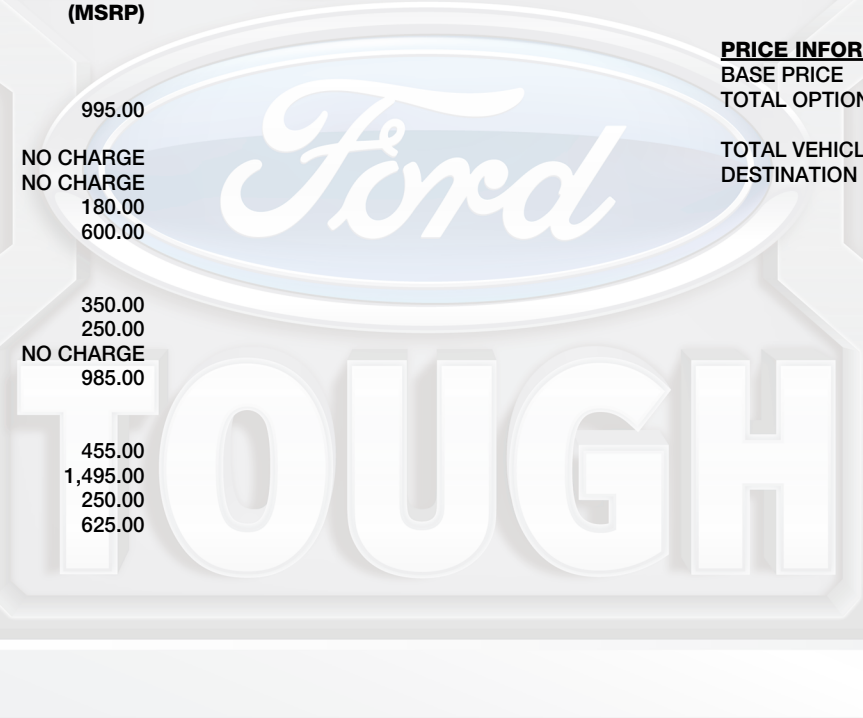 (MSRP)
995.00
NO CHARGE
NO CHARGE
180.00
600.00
350.00
250.00
NO CHARGE
985.00
455.00
1,495.00
250.00
625.00
PRICE INFOR
BASE PRICE
TOTAL OPTION
TOTAL VEHICL
DESTINATION
Ford
TOUGH